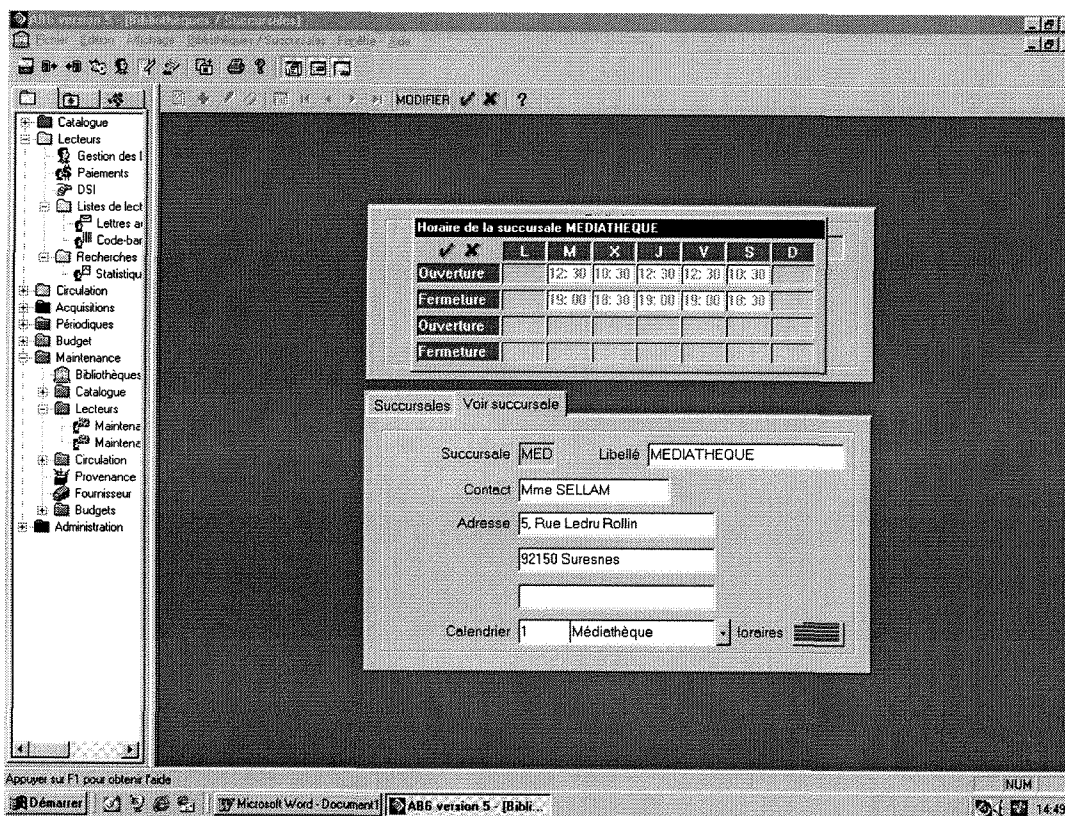 AB6 version 5 - [Bibliothèques / Succursales]
MODIFIER ?
Catalogue
Lecteurs
Gestion des l
Paiements
DSI
Listes de lect
Lettres a
Code-bar
Recherches
Statistiqu
Circulation
Acquisitions
Périodiques
Budget
Maintenance
Bibliothèques
Catalogue
Lecteurs
Maintena
Maintena
Circulation
Provenance
Fournisseur
Budgets
Administration
Horaire de la succursale MEDIATHEQUE
L M X J V S D
Ouverture 12: 30 10: 30 12: 30 12: 30 10: 30
Fermeture 19: 00 18: 30 19: 00 19: 00 18: 30
Ouverture
Fermeture
Succursales Voir succursale
Succursale MED Libellé MEDIATHEQUE
Contact Mme SELLAM
Adresse 5, Rue Ledru Rollin
92150 Suresnes
Calendrier 1 Médiathèque Horaires
Appuyer sur F1 pour obtenir l'aide
NUM
Démarrer Microsoft Word - Document1 AB6 version 5 - [Bibli...
14:49